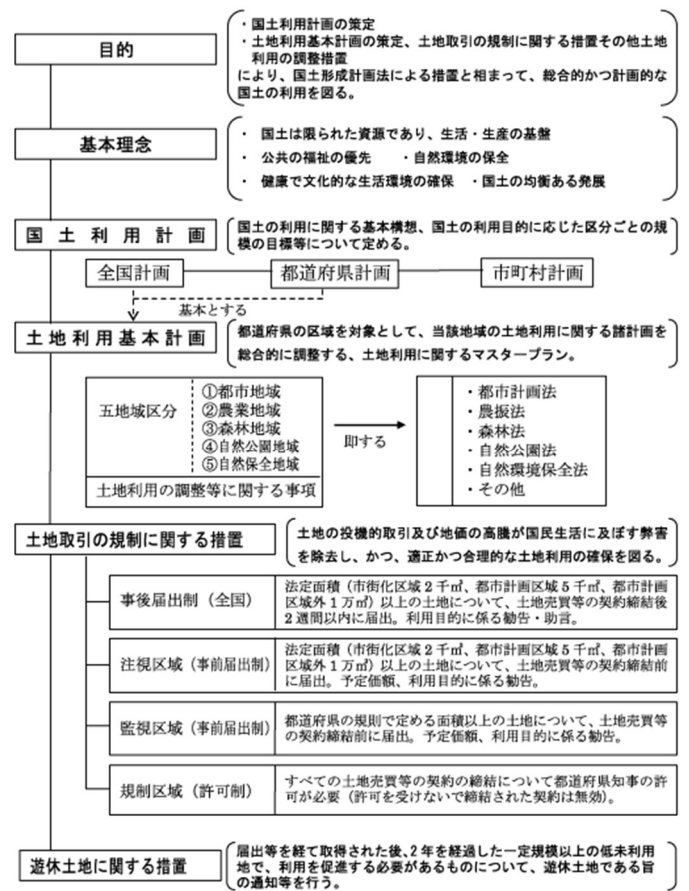 目的
・国土利用計画の策定
・土地利用基本計画の策定、土地取引の規制に関する措置その他土地
利用の調整措置
により、国土形成計画法による措置と相まって、総合的かつ計画的な
国土の利用を図る。
基本理念
・ 国土は限られた資源であり、生活・生産の基盤
・ 公共の福祉の優先 ・自然環境の保全
・ 健康で文化的な生活環境の確保 ・国土の均衡ある発展
国土利用計画
国土の利用に関する基本構想、国土の利用目的に応じた区分ごとの規
模の目標等について定める。
全国計画 都道府県計画 市町村計画
基本とする
土地利用基本計画
都道府県の区域を対象として、当該地域の土地利用に関する諸計画を
総合的に調整する、土地利用に関するマスタープラン。
五地域区分
①都市地域
②農業地域
③森林地域
④自然公園地域
⑤自然保全地域
土地利用の調整等に関する事項
即する
・都市計画法
・農振法
・森林法
・自然公園法
・自然環境保全法
・その他
土地取引の規制に関する措置
土地の投機的取引及び地価の高騰が国民生活に及ぼす弊害
を除去し、かつ、適正かつ合理的な土地利用の確保を図る。
事後届出制（全国）
法定面積（市街化区域２千㎡、都市計画区域５千㎡、都市計画
区域外１万㎡）以上の土地について、土地売買等の契約締結後
２週間以内に届出。利用目的に係る勧告・助言。
注視区域（事前届出制）
法定面積（市街化区域２千㎡、都市計画区域５千㎡、都市計画
区域外１万㎡）以上の土地について、土地売買等の契約締結前
に届出。予定価額、利用目的に係る勧告。
監視区域（事前届出制）
都道府県の規則で定める面積以上の土地について、土地売買等
の契約締結前に届出。予定価額、利用目的に係る勧告。
規制区域（許可制）
すべての土地売買等の契約の締結について都道府県知事の許
可が必要（許可を受けないで締結された契約は無効）。
遊休土地に関する措置
届出等を経て取得された後、２年を経過した一定規模以上の低未利用
地で、利用を促進する必要があるものについて、遊休土地である旨
の通知等を行う。